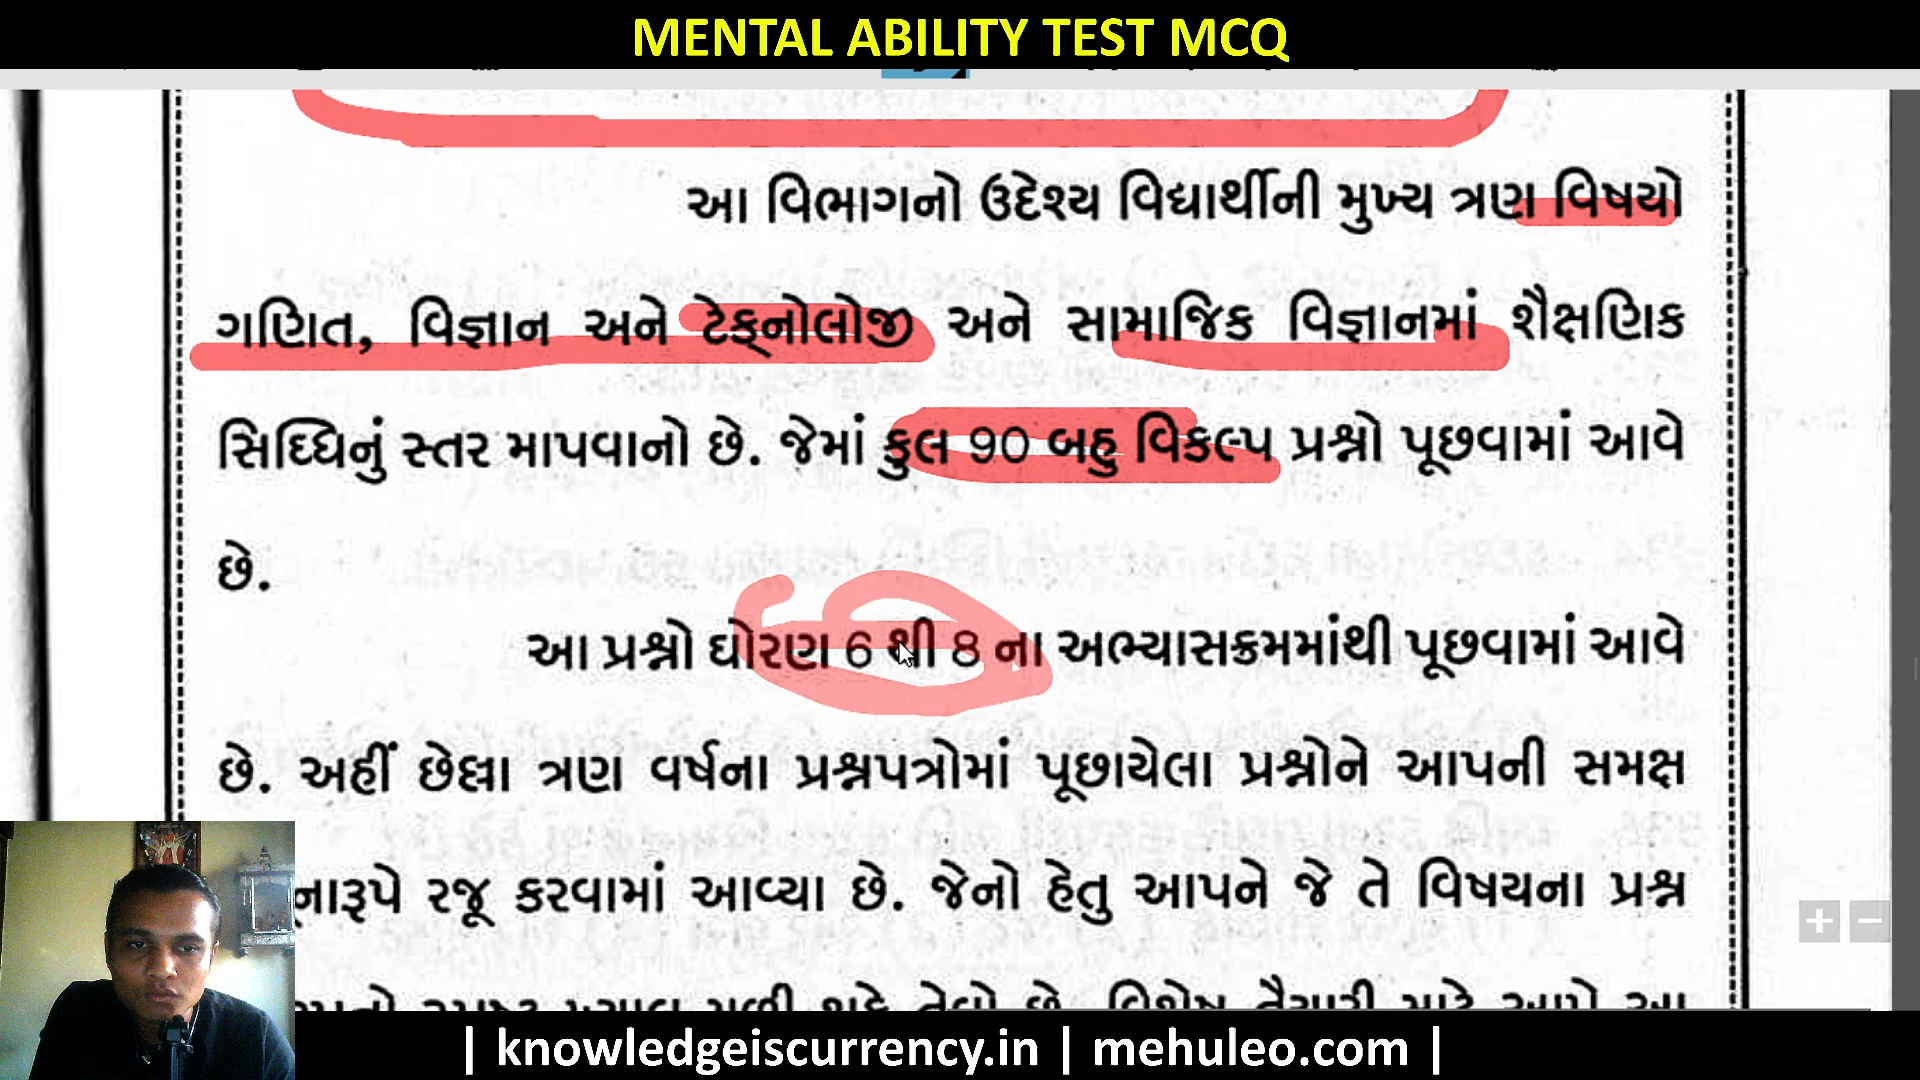 MENTAL ABILITY TEST MCQ
આ વિભાગનો ઉદેશ્ય વિદ્યાર્થીની મુખ્ય ત્રણ વિષયો
ગણિત, વિજ્ઞાન અને ટેક્નોલોજી અને સામાજિક વિજ્ઞાનમાં શૈક્ષણિક
સિધ્ધિનું સ્તર માપવાનો છે. જેમાં કુલ 90 બહુ વિકલ્પ પ્રશ્નો પૂછવામાં આવે
છે.
આ પ્રશ્નો ધોરણ 6 થી 8 ના અભ્યાસક્રમમાંથી પૂછવામાં આવે
છે. અહીં છેલ્લા ત્રણ વર્ષના પ્રશ્નપત્રોમાં પૂછાયેલા પ્રશ્નોને આપની સમક્ષ
રજૂ કરવામાં આવ્યા છે. જેનો હેતુ આપને જે તે વિષયના પ્રશ્ન
| knowledgeiscurrency.in | mehuleo.com |